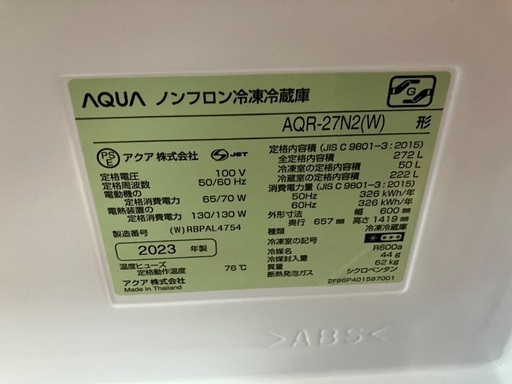 AQUA ノンフロン冷凍冷蔵庫
AQR-27N2(W) 形
PS E アクア株式会社 S JET
定格電圧 100 V
定格周波数 50/60 Hz
電動機の
定格消費電力 65/70 W
電熱装置の
定格消費電力 130/130 W
製造番号 (W)RBPAL4754
2023 年製
温度ヒューズ
定格動作温度 76℃
アクア株式会社
Made in Thailand
定格内容積 (JIS C 9801-3:2015)
全定格内容積 272 L
冷凍室の定格内容積 50 L
冷蔵室の定格内容積 222 L
消費電力量 (JIS C 9801-3:2015)
50Hz 326 kWh/年
60Hz 326 kWh/年
外形寸法 幅 600 mm
奥行 657 mm 高さ 1419 mm
種類 冷凍冷蔵庫
冷凍室の記号
冷媒名 R600a
冷媒封入量 44 g
質量 62 kg
断熱発泡ガス シクロペンタン
G
>ABS<